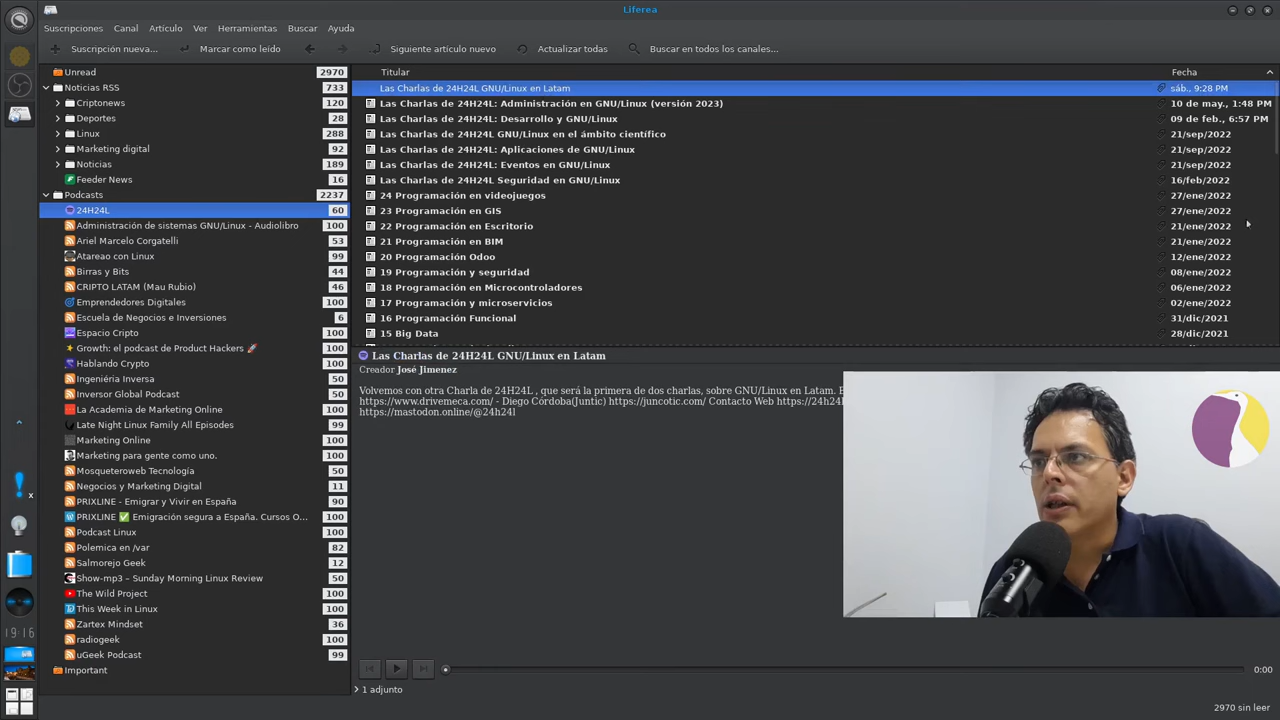 Liferea
Suscripciones Canal Artículo Ver Herramientas Buscar Ayuda
Suscripción nueva... Marcar como leído Siguiente artículo nuevo Actualizar todas Buscar en todos los canales...
Unread 2970
Noticias RSS 733
Criptonews 120
Deportes 28
Linux 288
Marketing digital 92
Noticias 189
Feeder News 16
Podcasts 2237
24H24L 60
Administración de sistemas GNU/Linux - Audiolibro 100
Ariel Marcelo Corgatelli 53
Atareao con Linux 99
Birras y Bits 44
CRIPTO LATAM (Mau Rubio) 46
Emprendedores Digitales 100
Escuela de Negocios e Inversiones 6
Espacio Cripto 100
Growth: el podcast de Product Hackers 🚀 100
Hablando Crypto 100
Ingeniería Inversa 100
Inversor Global Podcast 100
La Academia de Marketing Online 100
Late Night Linux Family All Episodes 99
Marketing Online 100
Marketing para gente como uno. 100
Mosqueteroweb Tecnología 50
Negocios y Marketing Digital 11
PRIXLINE - Emigrar y Vivir en España 90
PRIXLINE ✅ Emigración segura a España. Cursos O... 100
Podcast Linux 100
Polemica en /var 82
Salmorejo Geek 12
Show-mp3 – Sunday Morning Linux Review 50
The Wild Project 100
This Week in Linux 100
Zartex Mindset 36
radiogeek 100
uGeek Podcast 99
Important
Titular Fecha
Las Charlas de 24H24L GNU/Linux en Latam sáb., 9:28 PM
Las Charlas de 24H24L: Administración en GNU/Linux (versión 2023) 10 de may., 1:48 PM
Las Charlas de 24H24L: Desarrollo y GNU/Linux 09 de feb., 6:57 PM
Las Charlas de 24H24L GNU/Linux en el ámbito científico 21/sep/2022
Las Charlas de 24H24L: Aplicaciones de GNU/Linux 21/sep/2022
Las Charlas de 24H24L: Eventos en GNU/Linux 21/sep/2022
Las Charlas de 24H24L Seguridad en GNU/Linux 16/feb/2022
24 Programación en videojuegos 27/ene/2022
23 Programación en GIS 27/ene/2022
22 Programación en Escritorio 21/ene/2022
21 Programación en BIM 21/ene/2022
20 Programación Odoo 12/ene/2022
19 Programación y seguridad 08/ene/2022
18 Programación en Microcontroladores 06/ene/2022
17 Programación y microservicios 02/ene/2022
16 Programación Funcional 31/dic/2021
15 Big Data 28/dic/2021
Las Charlas de 24H24L GNU/Linux en Latam
Creador José Jimenez
Volvemos con otra Charla de 24H24L , que será la primera de dos charlas, sobre GNU/Linux en Latam. E
https://www.drivemeca.com/ - Diego Córdoba(Juntic) https://juncotic.com/ Contacto Web https://24h24l
https://mastodon.online/@24h24l
0:00
1 adjunto
2970 sin leer
x
19 16